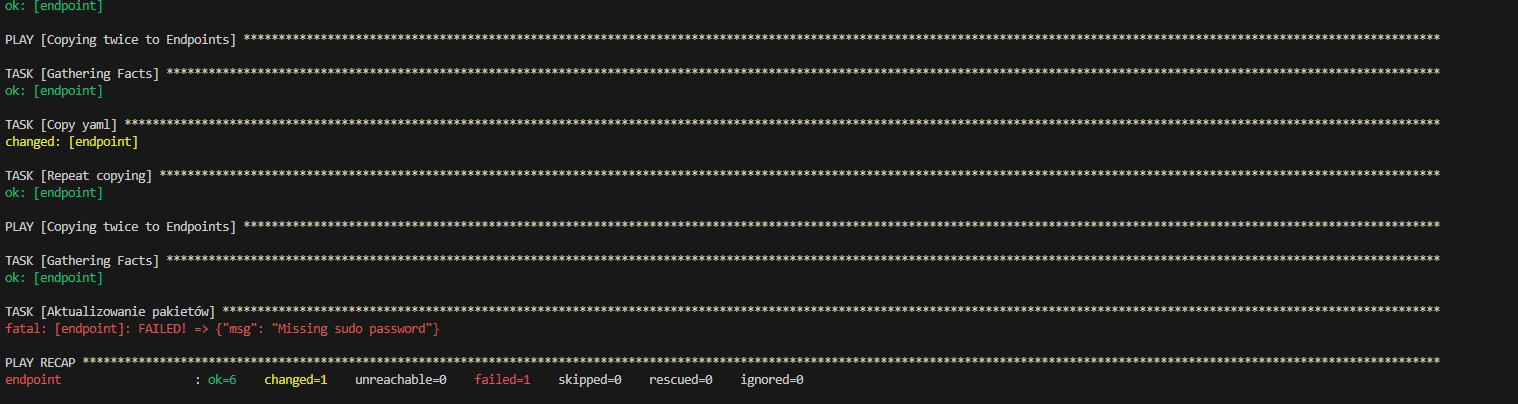 ok: [endpoint]
PLAY [Copying twice to Endpoints] ***************************************************************************************************************************************************************************
TASK [Gathering Facts] **************************************************************************************************************************************************************************************
ok: [endpoint]
TASK [Copy yaml] ********************************************************************************************************************************************************************************************
changed: [endpoint]
TASK [Repeat copying] ***************************************************************************************************************************************************************************************
ok: [endpoint]
PLAY [Copying twice to Endpoints] ***************************************************************************************************************************************************************************
TASK [Gathering Facts] **************************************************************************************************************************************************************************************
ok: [endpoint]
TASK [Aktualizowanie pakietów] ******************************************************************************************************************************************************************************
fatal: [endpoint]: FAILED! => {"msg": "Missing sudo password"}
PLAY RECAP **************************************************************************************************************************************************************************************************
endpoint                   : ok=6    changed=1    unreachable=0    failed=1    skipped=0    rescued=0    ignored=0